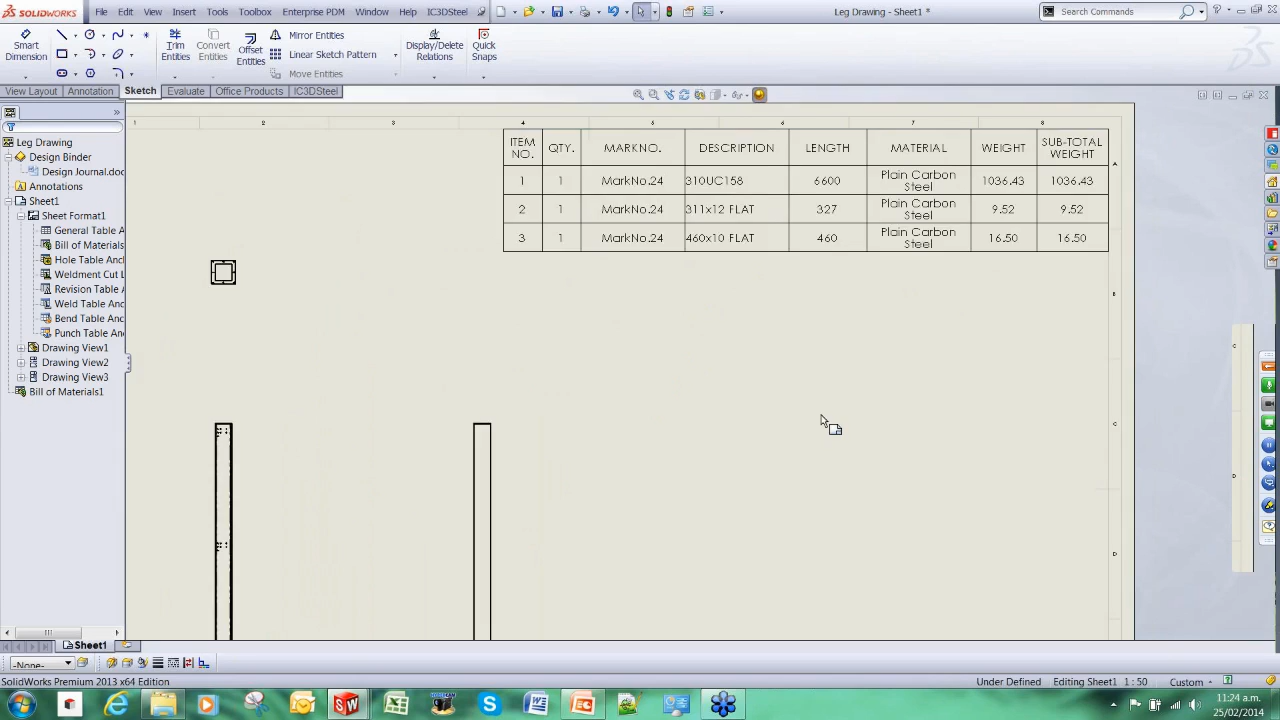 SOLIDWORKS
File
Edit
View
Insert
Tools
Toolbox
Enterprise PDM
Window
Help
IC3DSteel
Leg Drawing - Sheet1 *
Search Commands
Smart
Dimension
Trim
Entities
Convert
Entities
Offset
Entities
Mirror Entities
Linear Sketch Pattern
Move Entities
Display/Delete
Relations
Quick
Snaps
View Layout
Annotation
Sketch
Evaluate
Office Products
IC3DSteel
Leg Drawing
Design Binder
Design Journal.doc
Annotations
Sheet1
Sheet Format1
General Table A
Bill of Materials
Hole Table Anc
Weldment Cut L
Revision Table
Weld Table Anc
Bend Table Anc
Punch Table An
Drawing View1
Drawing View2
Drawing View3
Bill of Materials1
1 2 3 4 5 6 7 8
ITEM NO. QTY. MARKNO. DESCRIPTION LENGTH MATERIAL WEIGHT SUB-TOTAL WEIGHT
1 1 MarkNo.24 310UC158 6600 Plain Carbon Steel 1036.43 1036.43
2 1 MarkNo.24 311x12 FLAT 327 Plain Carbon Steel 9.52 9.52
3 1 MarkNo.24 460x10 FLAT 460 Plain Carbon Steel 16.50 16.50
B
C
D
C
D
Sheet1
-None-
SolidWorks Premium 2013 x64 Edition
Under Defined
Editing Sheet1
1 : 50
Custom
11:24 a.m.
25/02/2014